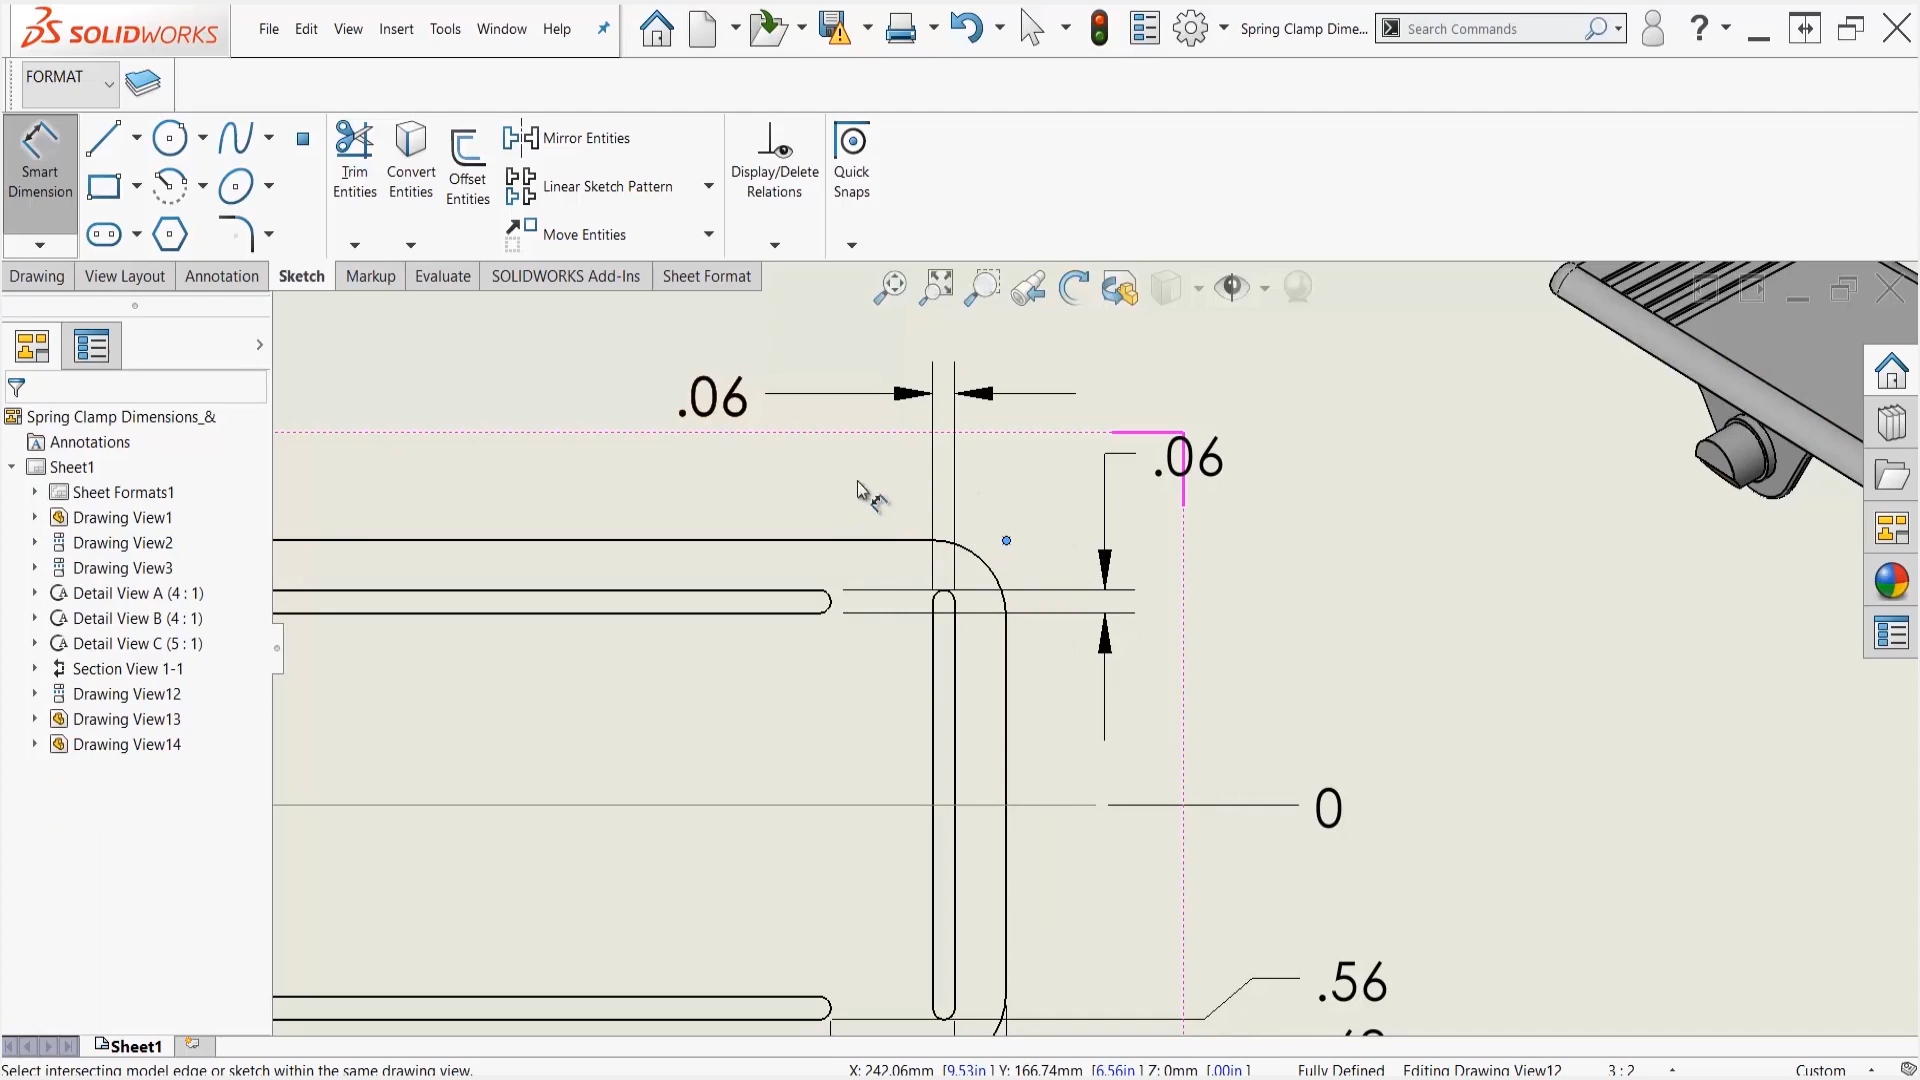 SOLIDWORKS
File Edit View Insert Tools Window Help
Spring Clamp Dime...
Search Commands
?
FORMAT
Smart Dimension
Trim Entities
Convert Entities
Offset Entities
Mirror Entities
Linear Sketch Pattern
Move Entities
Display/Delete Relations
Quick Snaps
Drawing View Layout Annotation Sketch Markup Evaluate SOLIDWORKS Add-Ins Sheet Format
Spring Clamp Dimensions_&
Annotations
Sheet1
Sheet Formats1
Drawing View1
Drawing View2
Drawing View3
Detail View A (4 : 1)
Detail View B (4 : 1)
Detail View C (5 : 1)
Section View 1-1
Drawing View12
Drawing View13
Drawing View14
.06
.06
0
.56
Sheet1
Select intersecting model edge or sketch within the same drawing view.
X: 242.06mm [9.53in ] Y: 166.74mm [6.56in ] Z: 0mm [.00in ]
Fully Defined
Editing Drawing View12
3 : 2
Custom